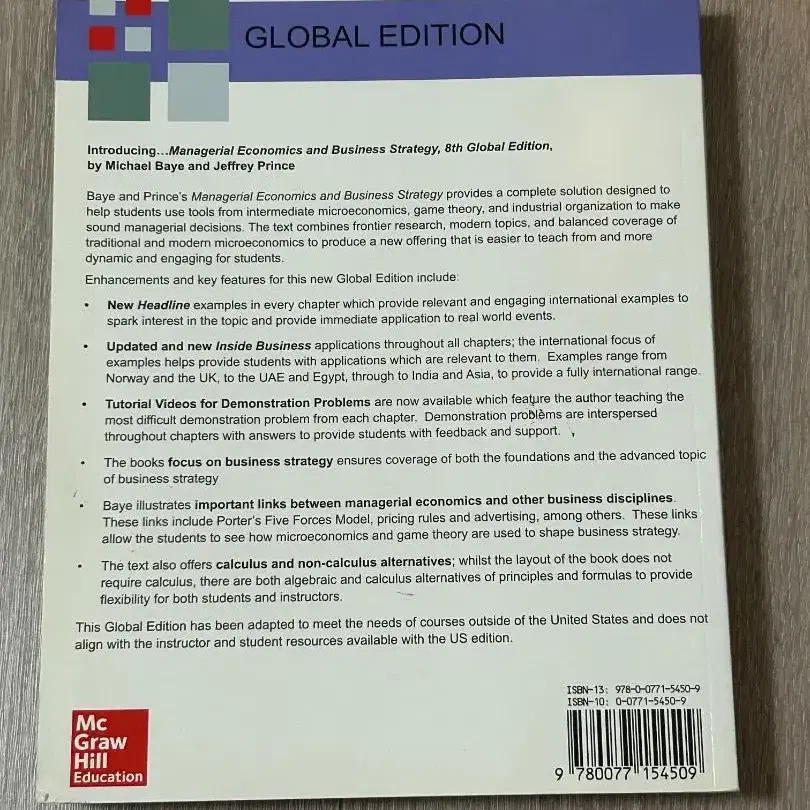 GLOBAL EDITION
Introducing...Managerial Economics and Business Strategy, 8th Global Edition,
by Michael Baye and Jeffrey Prince
Baye and Prince's Managerial Economics and Business Strategy provides a complete solution designed to
help students use tools from intermediate microeconomics, game theory, and industrial organization to make
sound managerial decisions. The text combines frontier research, modern topics, and balanced coverage of
traditional and modern microeconomics to produce a new offering that is easier to teach from and more
dynamic and engaging for students.
Enhancements and key features for this new Global Edition include:
• New Headline examples in every chapter which provide relevant and engaging international examples to
spark interest in the topic and provide immediate application to real world events.
• Updated and new Inside Business applications throughout all chapters; the international focus of
examples helps provide students with applications which are relevant to them. Examples range from
Norway and the UK, to the UAE and Egypt, through to India and Asia, to provide a fully international range.
• Tutorial Videos for Demonstration Problems are now available which feature the author teaching the
most difficult demonstration problem from each chapter. Demonstration problems are interspersed
throughout chapters with answers to provide students with feedback and support.
• The books focus on business strategy ensures coverage of both the foundations and the advanced topic
of business strategy
• Baye illustrates important links between managerial economics and other business disciplines.
These links include Porter's Five Forces Model, pricing rules and advertising, among others. These links
allow the students to see how microeconomics and game theory are used to shape business strategy.
• The text also offers calculus and non-calculus alternatives; whilst the layout of the book does not
require calculus, there are both algebraic and calculus alternatives of principles and formulas to provide
flexibility for both students and instructors.
This Global Edition has been adapted to meet the needs of courses outside of the United States and does not
align with the instructor and student resources available with the US edition.
ISBN-13: 978-0-0771-5450-9
ISBN-10: 0-0771-5450-9
9 780077 154509
Mc
Graw
Hill
Education